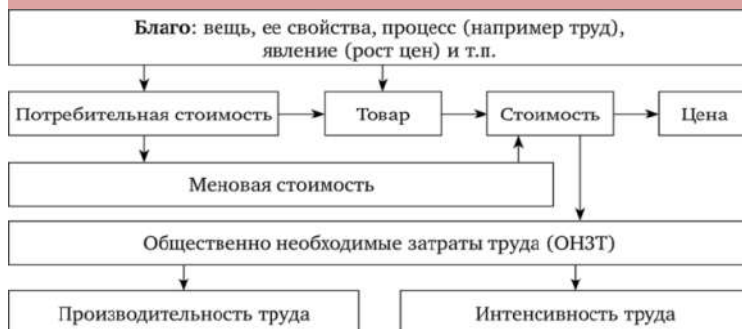 Благо: вещь, ее свойства, процесс (например труд),
явление (рост цен) и т.п.
Потребительная стоимость
Товар
Стоимость
Цена
Меновая стоимость
Общественно необходимые затраты труда (ОНЗТ)
Производительность труда
Интенсивность труда